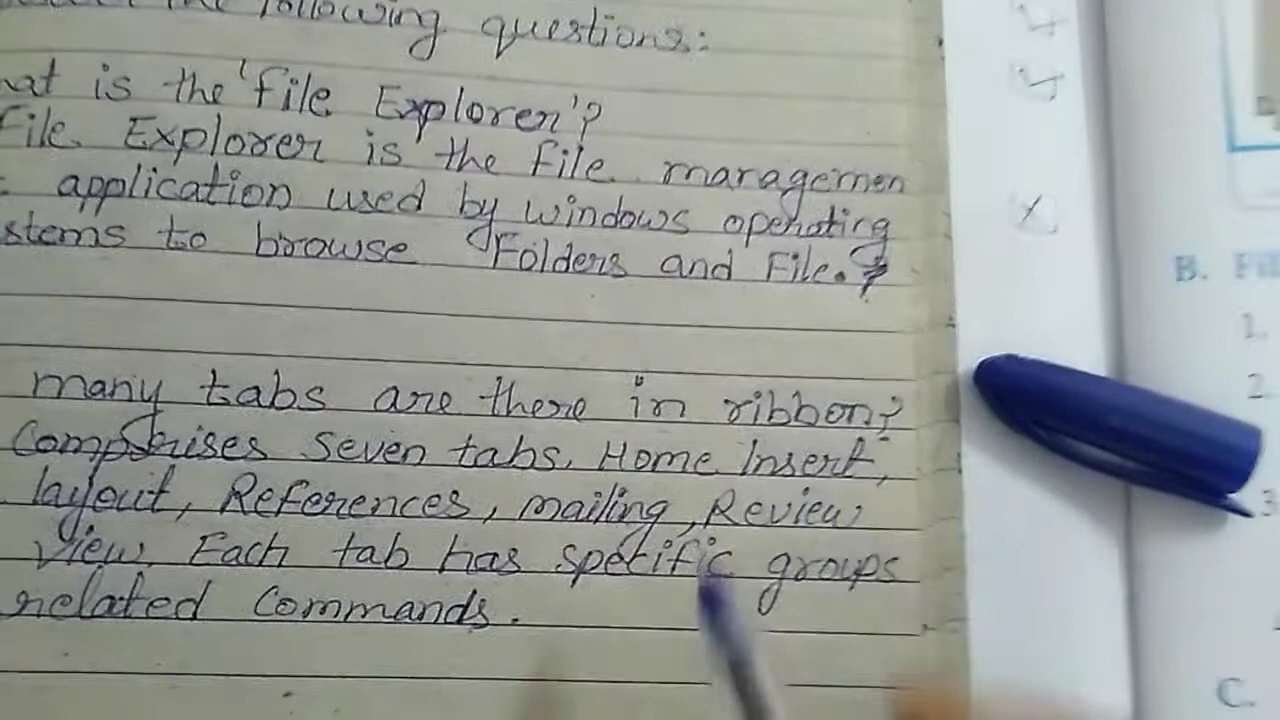 the following questions:
at is the 'File Explorer'?
File Explorer is the file managemen
application used by windows operating
stems to browse Folders and File.
many tabs are there in ribbon?
Comprises Seven tabs, Home Insert,
layout, References, mailing, Review
View. Each tab has specific groups
related Commands.
B. Fil
1.
2.
3
C.